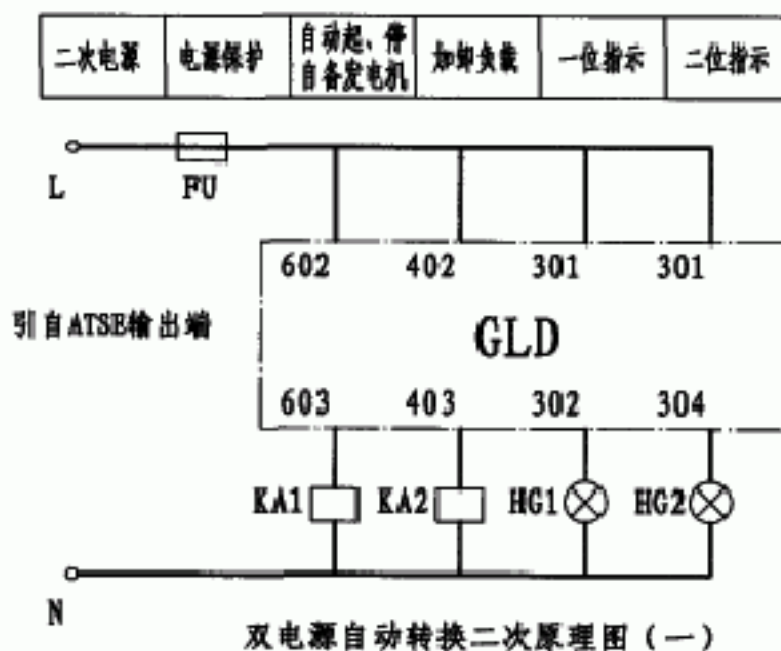 二次电源 电源保护 自动起、停 加卸负载 一位指示 二位指示
自备发电机
L FU
602 402 301 301
引自ATSE输出端 GLD
603 403 302 304
KA1 KA2 HG1 HG2
N
双电源自动转换二次原理图（一）